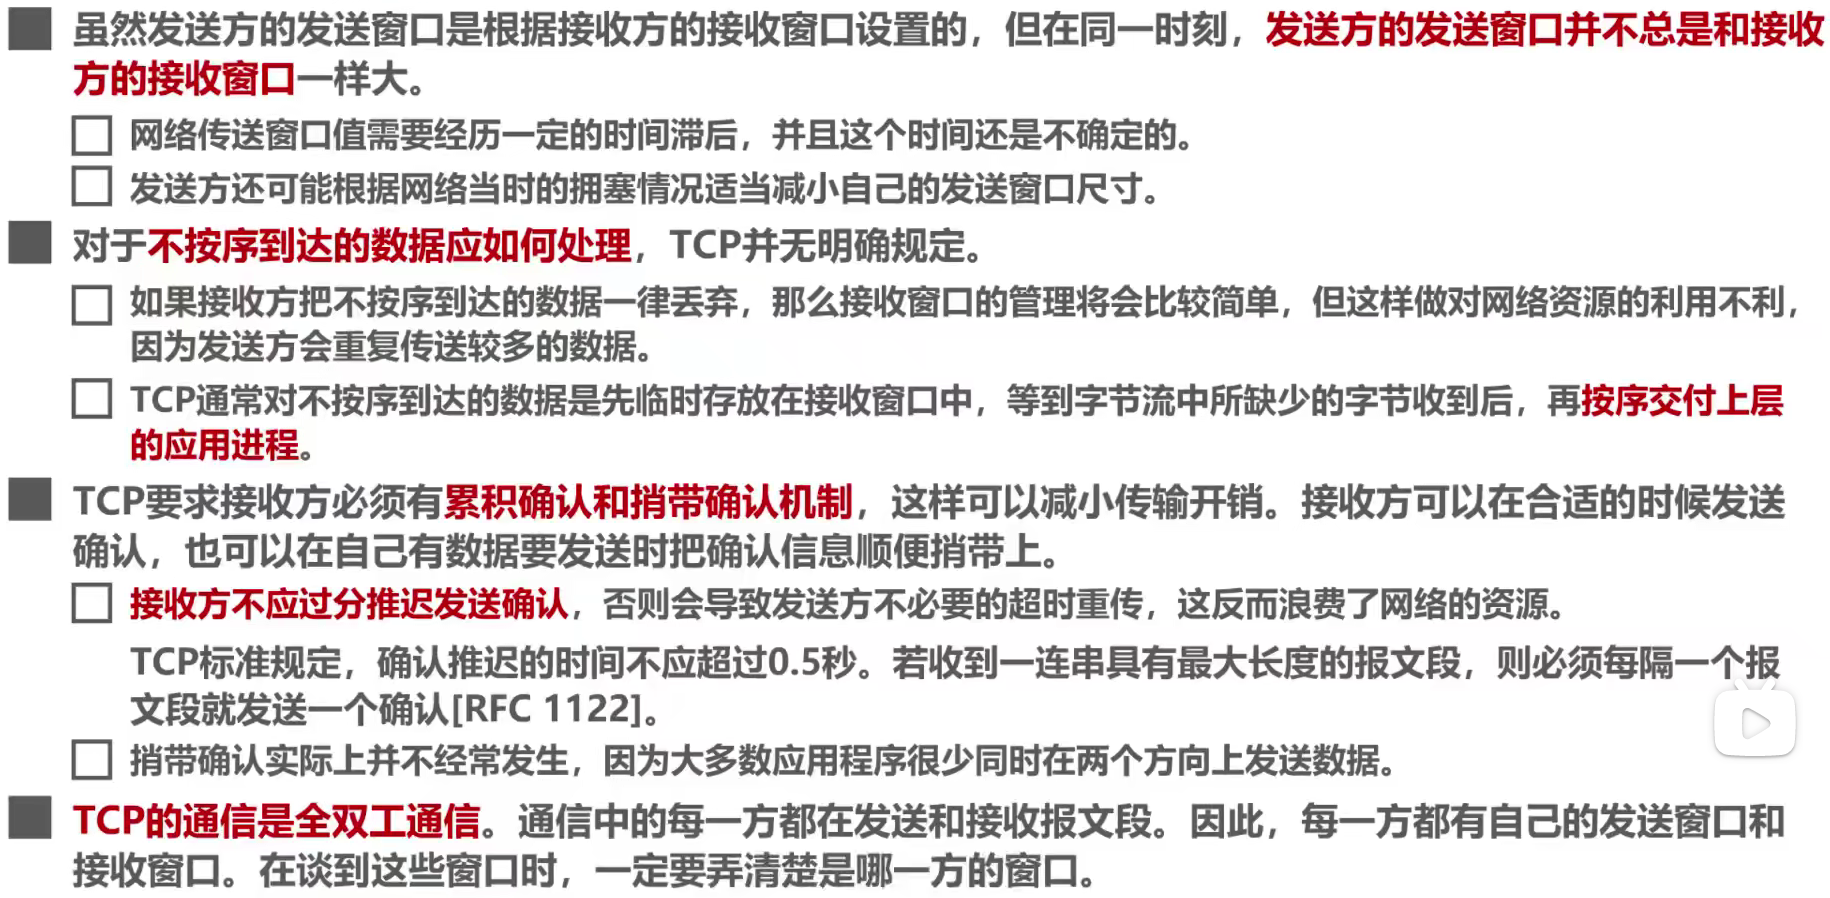 虽然发送方的发送窗口是根据接收方的接收窗口设置的，但在同一时刻，发送方的发送窗口并不总是和接收
方的接收窗口一样大。
网络传送窗口值需要经历一定的时间滞后，并且这个时间还是不确定的。
发送方还可能根据网络当时的拥塞情况适当减小自己的发送窗口尺寸。
对于不按序到达的数据应如何处理，TCP并无明确规定。
如果接收方把不按序到达的数据一律丢弃，那么接收窗口的管理将会比较简单，但这样做对网络资源的利用不利，
因为发送方会重复传送较多的数据。
TCP通常对不按序到达的数据是先临时存放在接收窗口中，等到字节流中所缺少的字节收到后，再按序交付上层
的应用进程。
TCP要求接收方必须有累积确认和捎带确认机制，这样可以减小传输开销。接收方可以在合适的时候发送
确认，也可以在自己有数据要发送时把确认信息顺便捎带上。
接收方不应过分推迟发送确认，否则会导致发送方不必要的超时重传，这反而浪费了网络的资源。
TCP标准规定，确认推迟的时间不应超过0.5秒。若收到一连串具有最大长度的报文段，则必须每隔一个报
文段就发送一个确认[RFC 1122]。
捎带确认实际上并不经常发生，因为大多数应用程序很少同时在两个方向上发送数据。
TCP的通信是全双工通信。通信中的每一方都在发送和接收报文段。因此，每一方都有自己的发送窗口和
接收窗口。在谈到这些窗口时，一定要弄清楚是哪一方的窗口。